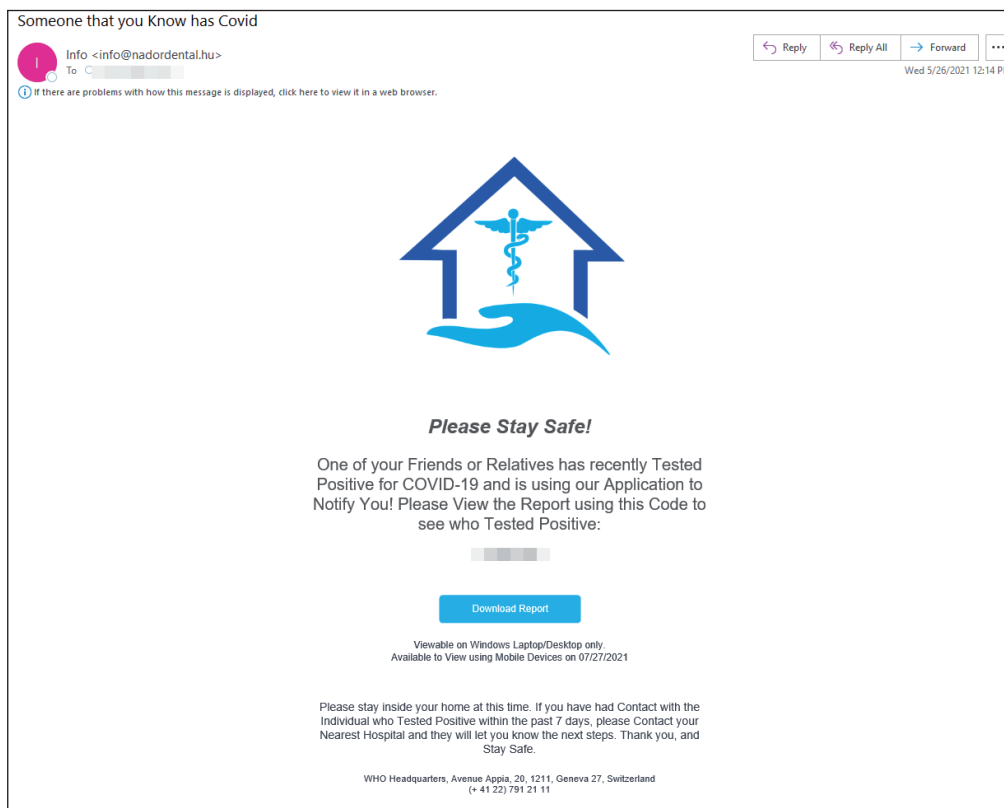 Someone that you Know has Covid
I
Info <info@nadordental.hu>
To C
Reply
Reply All
Forward
Wed 5/26/2021 12:14 P
If there are problems with how this message is displayed, click here to view it in a web browser.
Please Stay Safe!
One of your Friends or Relatives has recently Tested
Positive for COVID-19 and is using our Application to
Notify You! Please View the Report using this Code to
see who Tested Positive:
Download Report
Viewable on Windows Laptop/Desktop only.
Available to View using Mobile Devices on 07/27/2021
Please stay inside your home at this time. If you have had Contact with the
Individual who Tested Positive within the past 7 days, please Contact your
Nearest Hospital and they will let you know the next steps. Thank you, and
Stay Safe.
WHO Headquarters, Avenue Appia, 20, 1211, Geneva 27, Switzerland
(+ 41 22) 791 21 11